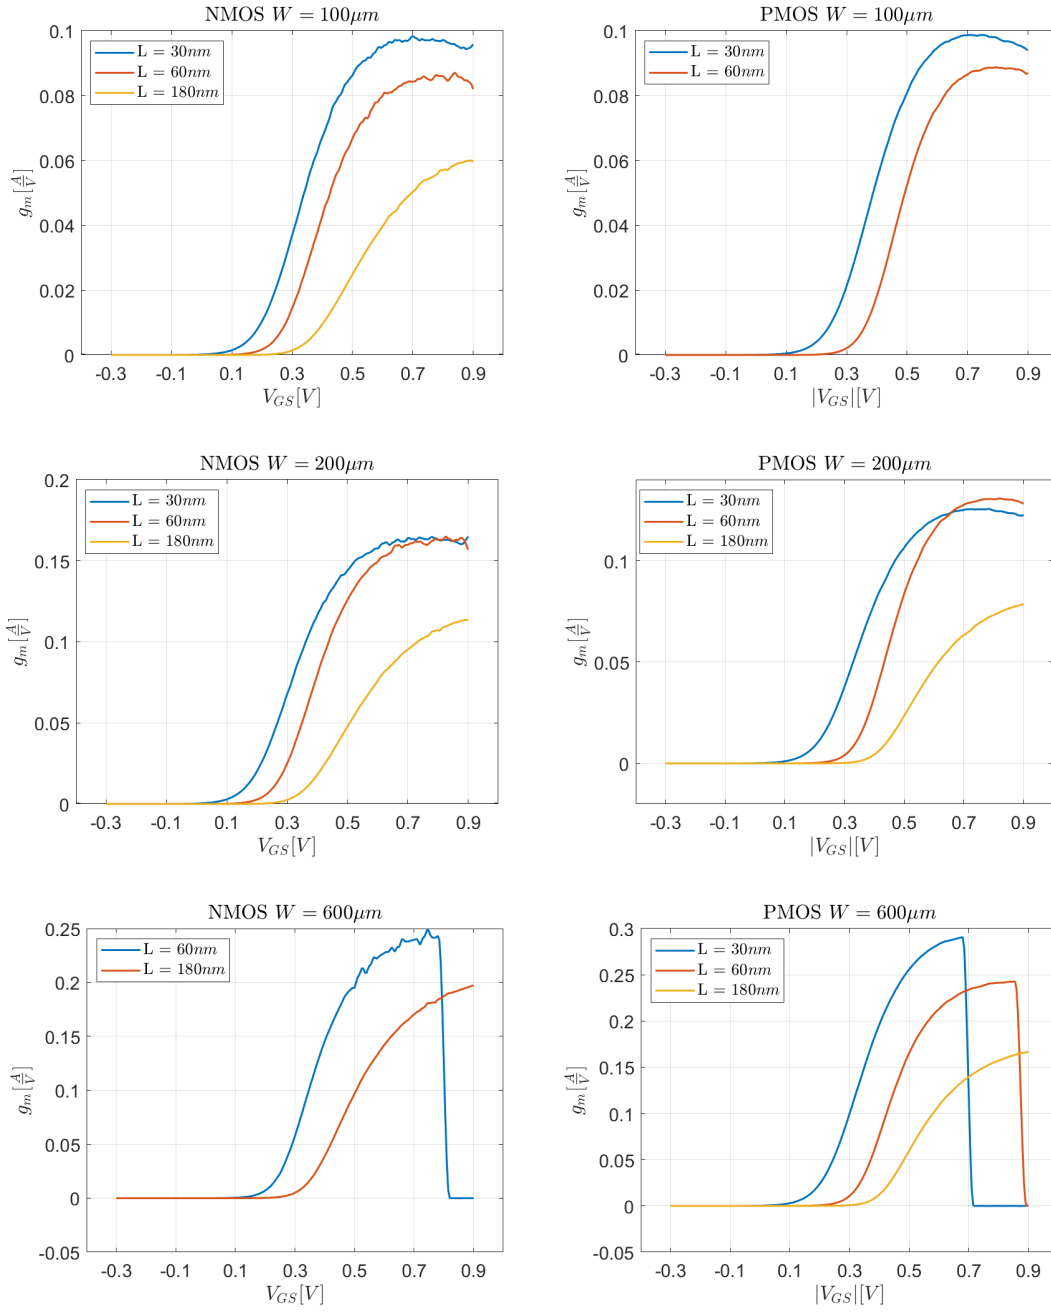 NMOS W = 100μm
L = 30nm
L = 60nm
L = 180nm
0.1
0.08
0.06
0.04
0.02
0
g_m[A/V]
-0.3 -0.1 0.1 0.3 0.5 0.7 0.9
V_GS[V]
PMOS W = 100μm
L = 30nm
L = 60nm
0.1
0.08
0.06
0.04
0.02
0
g_m[A/V]
-0.3 -0.1 0.1 0.3 0.5 0.7 0.9
|V_GS|[V]
NMOS W = 200μm
L = 30nm
L = 60nm
L = 180nm
0.2
0.15
0.1
0.05
0
g_m[A/V]
-0.3 -0.1 0.1 0.3 0.5 0.7 0.9
V_GS[V]
PMOS W = 200μm
L = 30nm
L = 60nm
L = 180nm
0.1
0.05
0
g_m[A/V]
-0.3 -0.1 0.1 0.3 0.5 0.7 0.9
|V_GS|[V]
NMOS W = 600μm
L = 60nm
L = 180nm
0.25
0.2
0.15
0.1
0.05
0
-0.05
g_m[A/V]
-0.3 -0.1 0.1 0.3 0.5 0.7 0.9
V_GS[V]
PMOS W = 600μm
L = 30nm
L = 60nm
L = 180nm
0.3
0.25
0.2
0.15
0.1
0.05
0
-0.05
g_m[A/V]
-0.3 -0.1 0.1 0.3 0.5 0.7 0.9
|V_GS|[V]